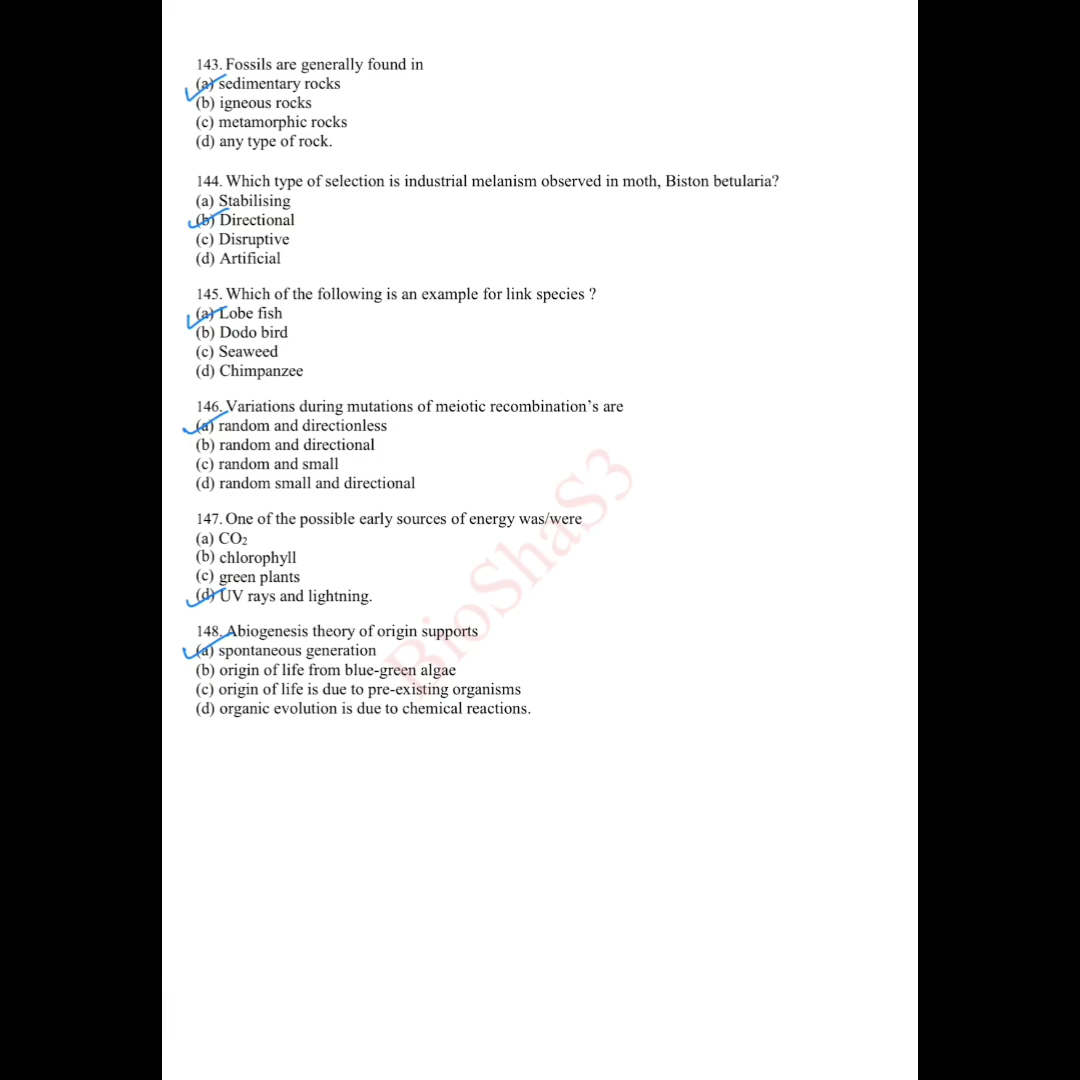 143. Fossils are generally found in
(a) sedimentary rocks
(b) igneous rocks
(c) metamorphic rocks
(d) any type of rock.
144. Which type of selection is industrial melanism observed in moth, Biston betularia?
(a) Stabilising
(b) Directional
(c) Disruptive
(d) Artificial
145. Which of the following is an example for link species ?
(a) Lobe fish
(b) Dodo bird
(c) Seaweed
(d) Chimpanzee
146. Variations during mutations of meiotic recombination’s are
(a) random and directionless
(b) random and directional
(c) random and small
(d) random small and directional
147. One of the possible early sources of energy was/were
(a) CO₂
(b) chlorophyll
(c) green plants
(d) UV rays and lightning.
148. Abiogenesis theory of origin supports
(a) spontaneous generation
(b) origin of life from blue-green algae
(c) origin of life is due to pre-existing organisms
(d) organic evolution is due to chemical reactions.
BioShaS3